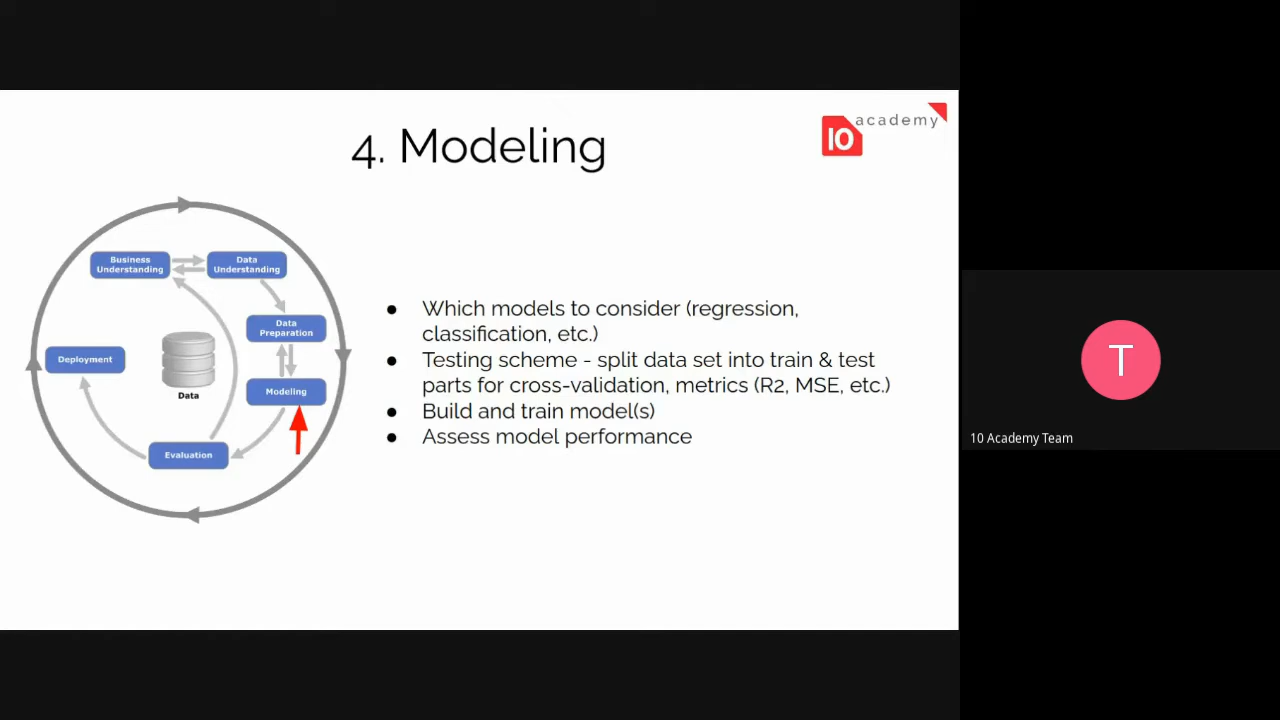 4. Modeling
10 academy
Business
Understanding
Data
Understanding
Data
Preparation
Deployment
Data
Modeling
Evaluation
● Which models to consider (regression,
classification, etc.)
● Testing scheme - split data set into train & test
parts for cross-validation, metrics (R2, MSE, etc.)
● Build and train model(s)
● Assess model performance
T
10 Academy Team